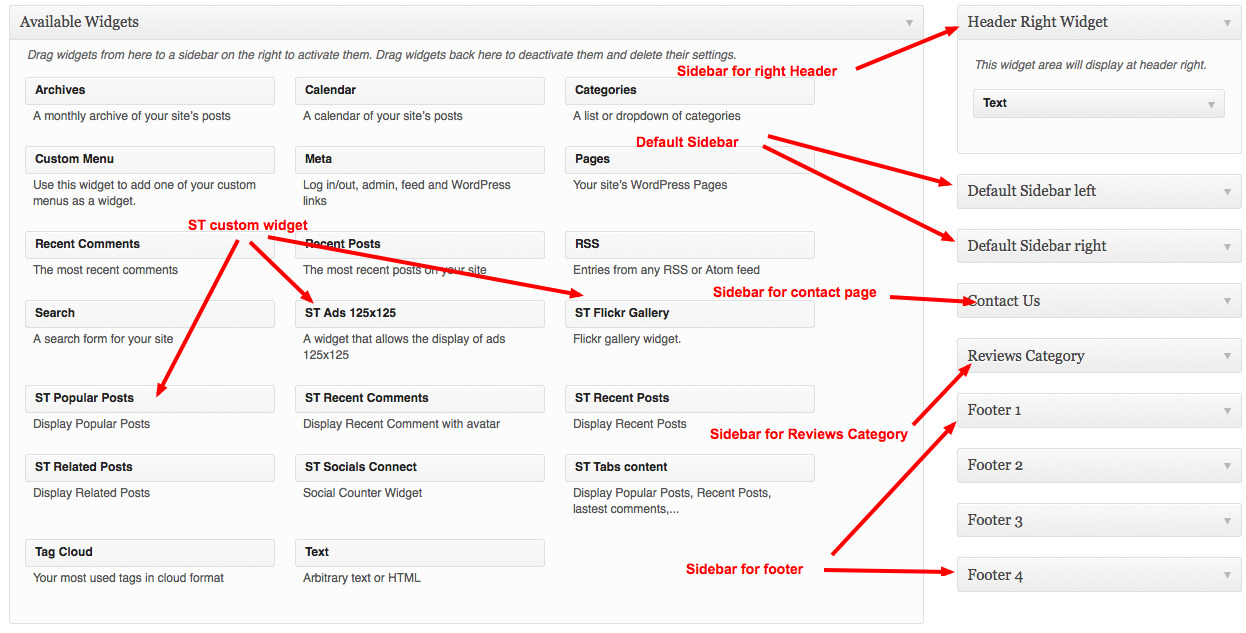 Available Widgets
Drag widgets from here to a sidebar on the right to activate them. Drag widgets back here to deactivate them and delete their settings.
Sidebar for right Header
Archives
A monthly archive of your site's posts
Calendar
A calendar of your site's posts
Categories
A list or dropdown of categories
Default Sidebar
Custom Menu
Use this widget to add one of your custom
menus as a widget.
Meta
Log in/out, admin, feed and WordPress
links
Pages
Your site's WordPress Pages
ST custom widget
Recent Comments
The most recent comments
Recent Posts
The most recent posts on your site
RSS
Entries from any RSS or Atom feed
Sidebar for contact page
Search
A search form for your site
ST Ads 125x125
A widget that allows the display of ads
125x125
ST Flickr Gallery
Flickr gallery widget.
ST Popular Posts
Display Popular Posts
ST Recent Comments
Display Recent Comment with avatar
ST Recent Posts
Display Recent Posts
Sidebar for Reviews Category
ST Related Posts
Display Related Posts
ST Socials Connect
Social Counter Widget
ST Tabs content
Display Popular Posts, Recent Posts,
lastest comments,...
Tag Cloud
Your most used tags in cloud format
Text
Arbitrary text or HTML
Sidebar for footer
Header Right Widget
This widget area will display at header right.
Text
Default Sidebar left
Default Sidebar right
Contact Us
Reviews Category
Footer 1
Footer 2
Footer 3
Footer 4